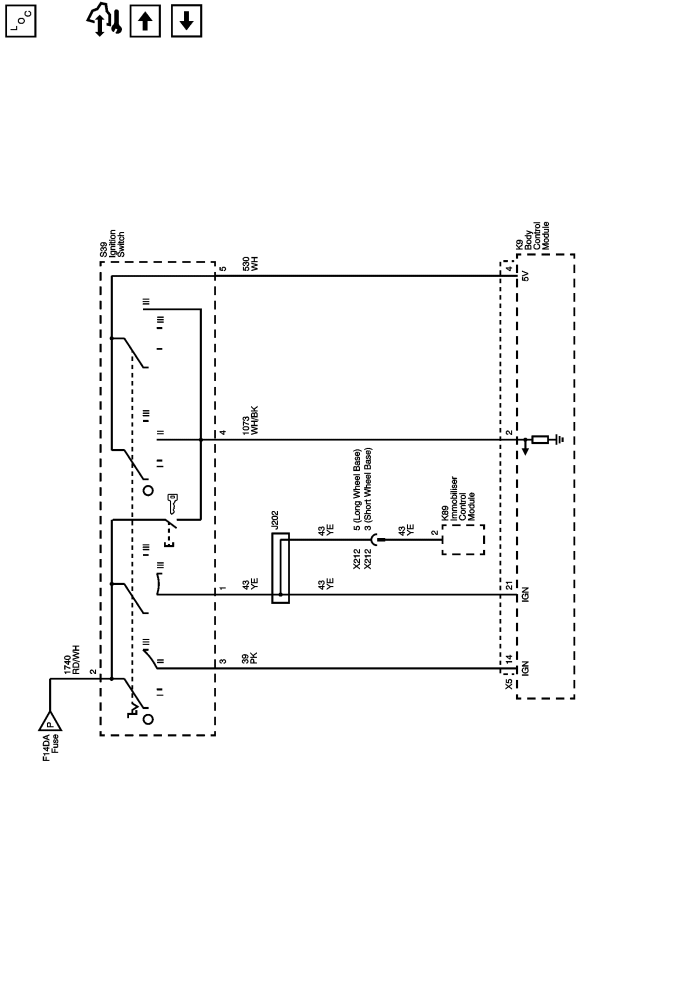 LOC
S39
Ignition
Switch
K9
Body
Control
Module
5
530
WH
4
5V
III
III
II
I
III
II
I
4
1073
WH/BK
2
J202
43
YE
5 (Long Wheel Base)
3 (Short Wheel Base)
X212
X212
43
YE
2
K89
Immobiliser
Control
Module
III
III
1
43
YE
43
YE
21
IGN
III
II
I
3
39
PK
X5
14
IGN
1740
RD/WH
2
P
F14DA
Fuse